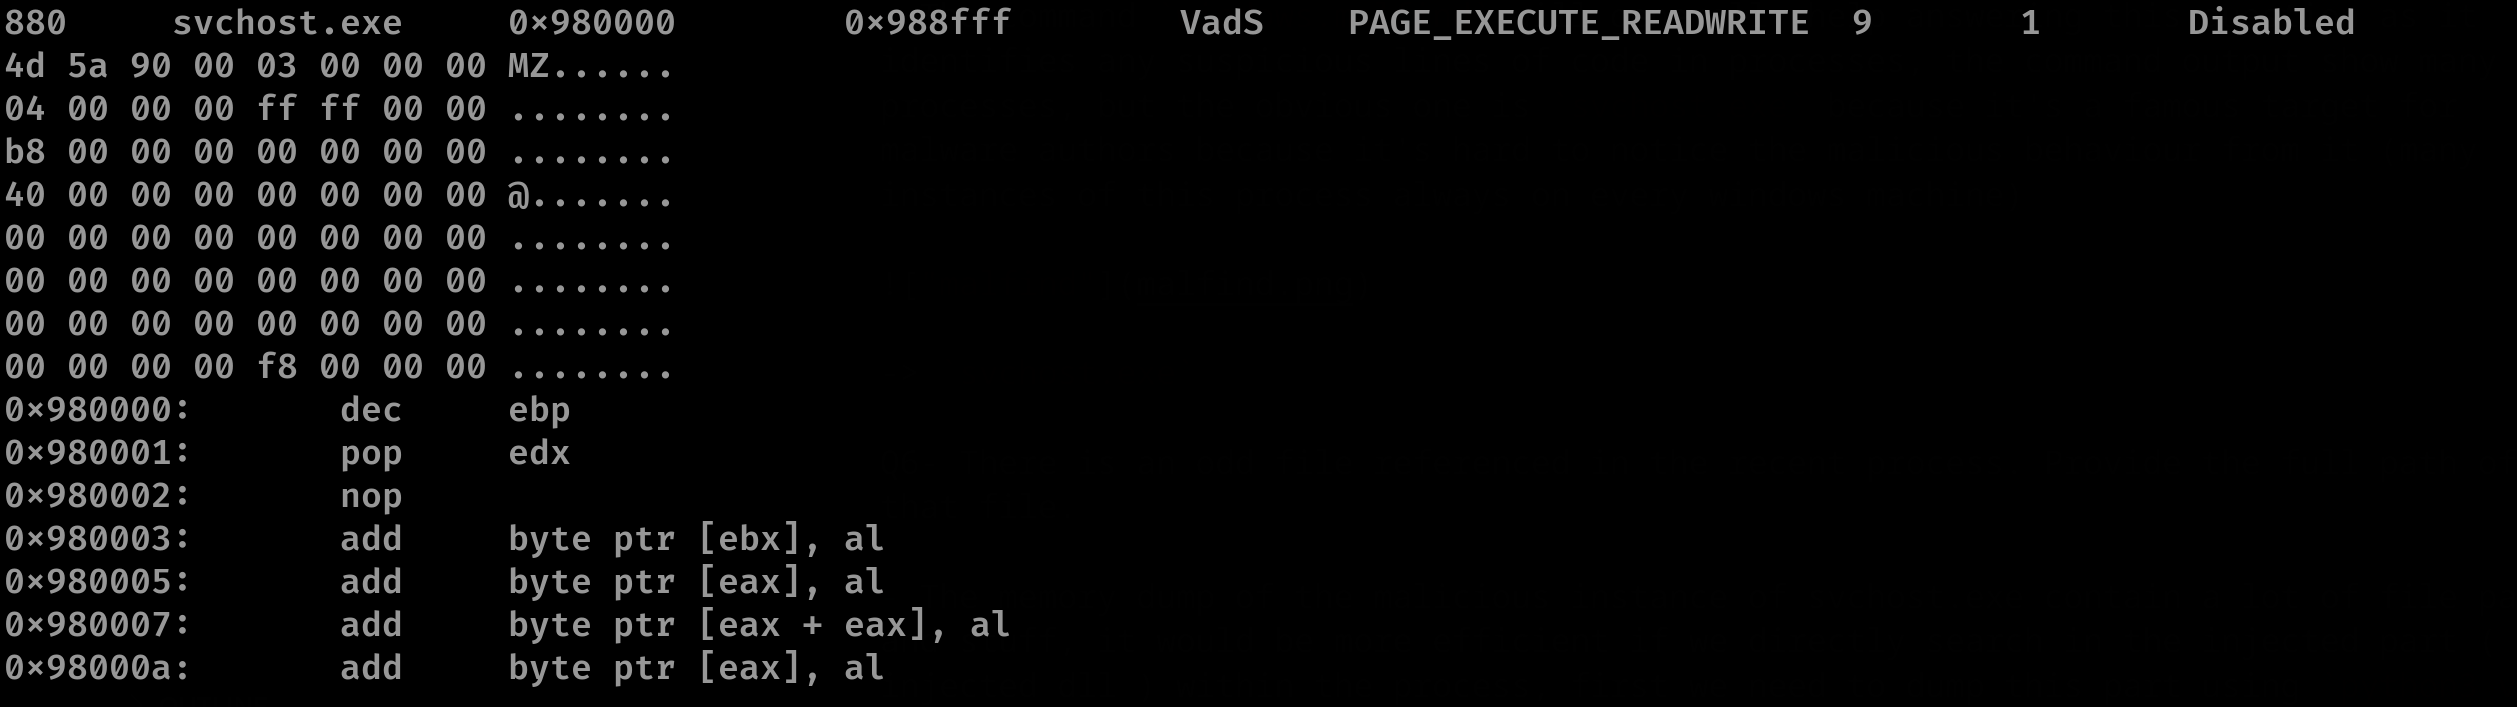 880 svchost.exe 0x980000 0x988fff VadS PAGE_EXECUTE_READWRITE 9 1 Disabled
4d 5a 90 00 03 00 00 00 MZ......
04 00 00 00 ff ff 00 00 ........
b8 00 00 00 00 00 00 00 ........
40 00 00 00 00 00 00 00 @.......
00 00 00 00 00 00 00 00 ........
00 00 00 00 00 00 00 00 ........
00 00 00 00 00 00 00 00 ........
00 00 00 00 f8 00 00 00 ........
0x980000: dec ebp
0x980001: pop edx
0x980002: nop
0x980003: add byte ptr [ebx], al
0x980005: add byte ptr [eax], al
0x980007: add byte ptr [eax + eax], al
0x98000a: add byte ptr [eax], al